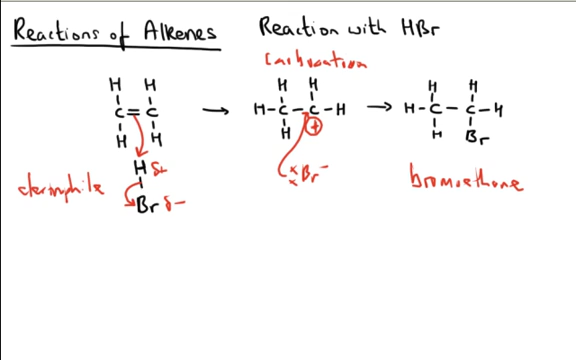 Reactions of Alkenes Reaction with HBr
Carbocation
H H H H H H
C=C → H-C-C-H → H-C-C-H
H H H + H Br
H δ+
electrophile Br δ- Br⁻ bromoethane